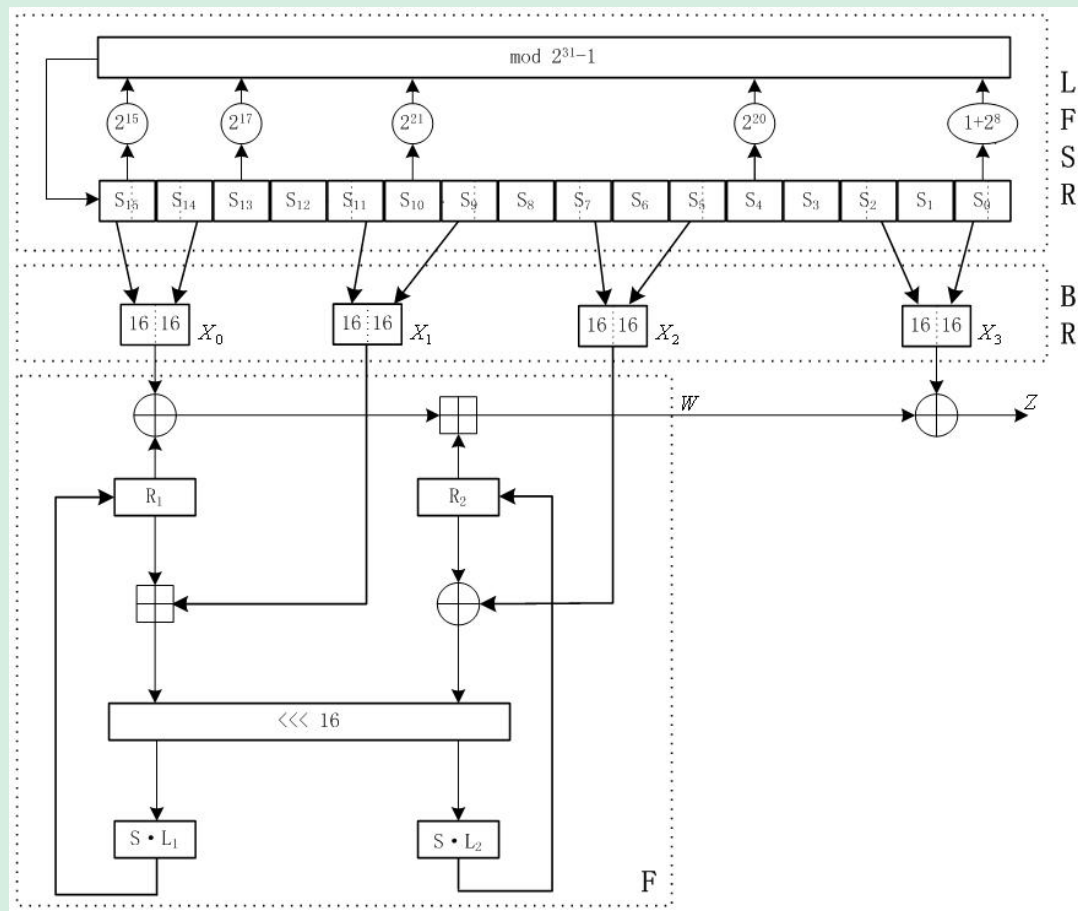 mod 2³¹−1
2¹⁵ 2¹⁷ 2²¹ 2²⁰ 1+2⁸
S₁₅ S₁₄ S₁₃ S₁₂ S₁₁ S₁₀ S₉ S₈ S₇ S₆ S₅ S₄ S₃ S₂ S₁ S₀
L
F
S
R
16 16 X₀ 16 16 X₁ 16 16 X₂ 16 16 X₃
B
R
W Z
R₁ R₂
<<< 16
S•L₁ S•L₂
F